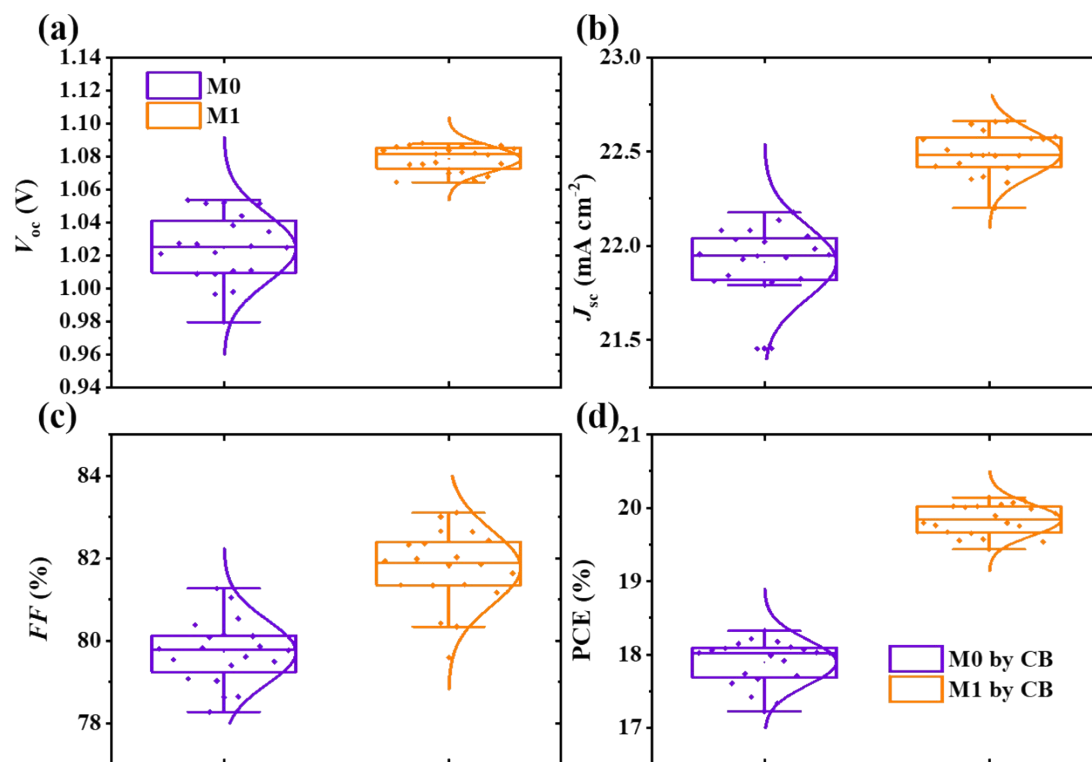 (a)
1.14
1.12
1.10
1.08
1.06
1.04
1.02
1.00
0.98
0.96
0.94
Voc (V)
M0
M1
(b)
23.0
22.5
22.0
21.5
Jsc (mA cm⁻²)
(c)
84
82
80
78
FF (%)
(d)
21
20
19
18
17
PCE (%)
M0 by CB
M1 by CB